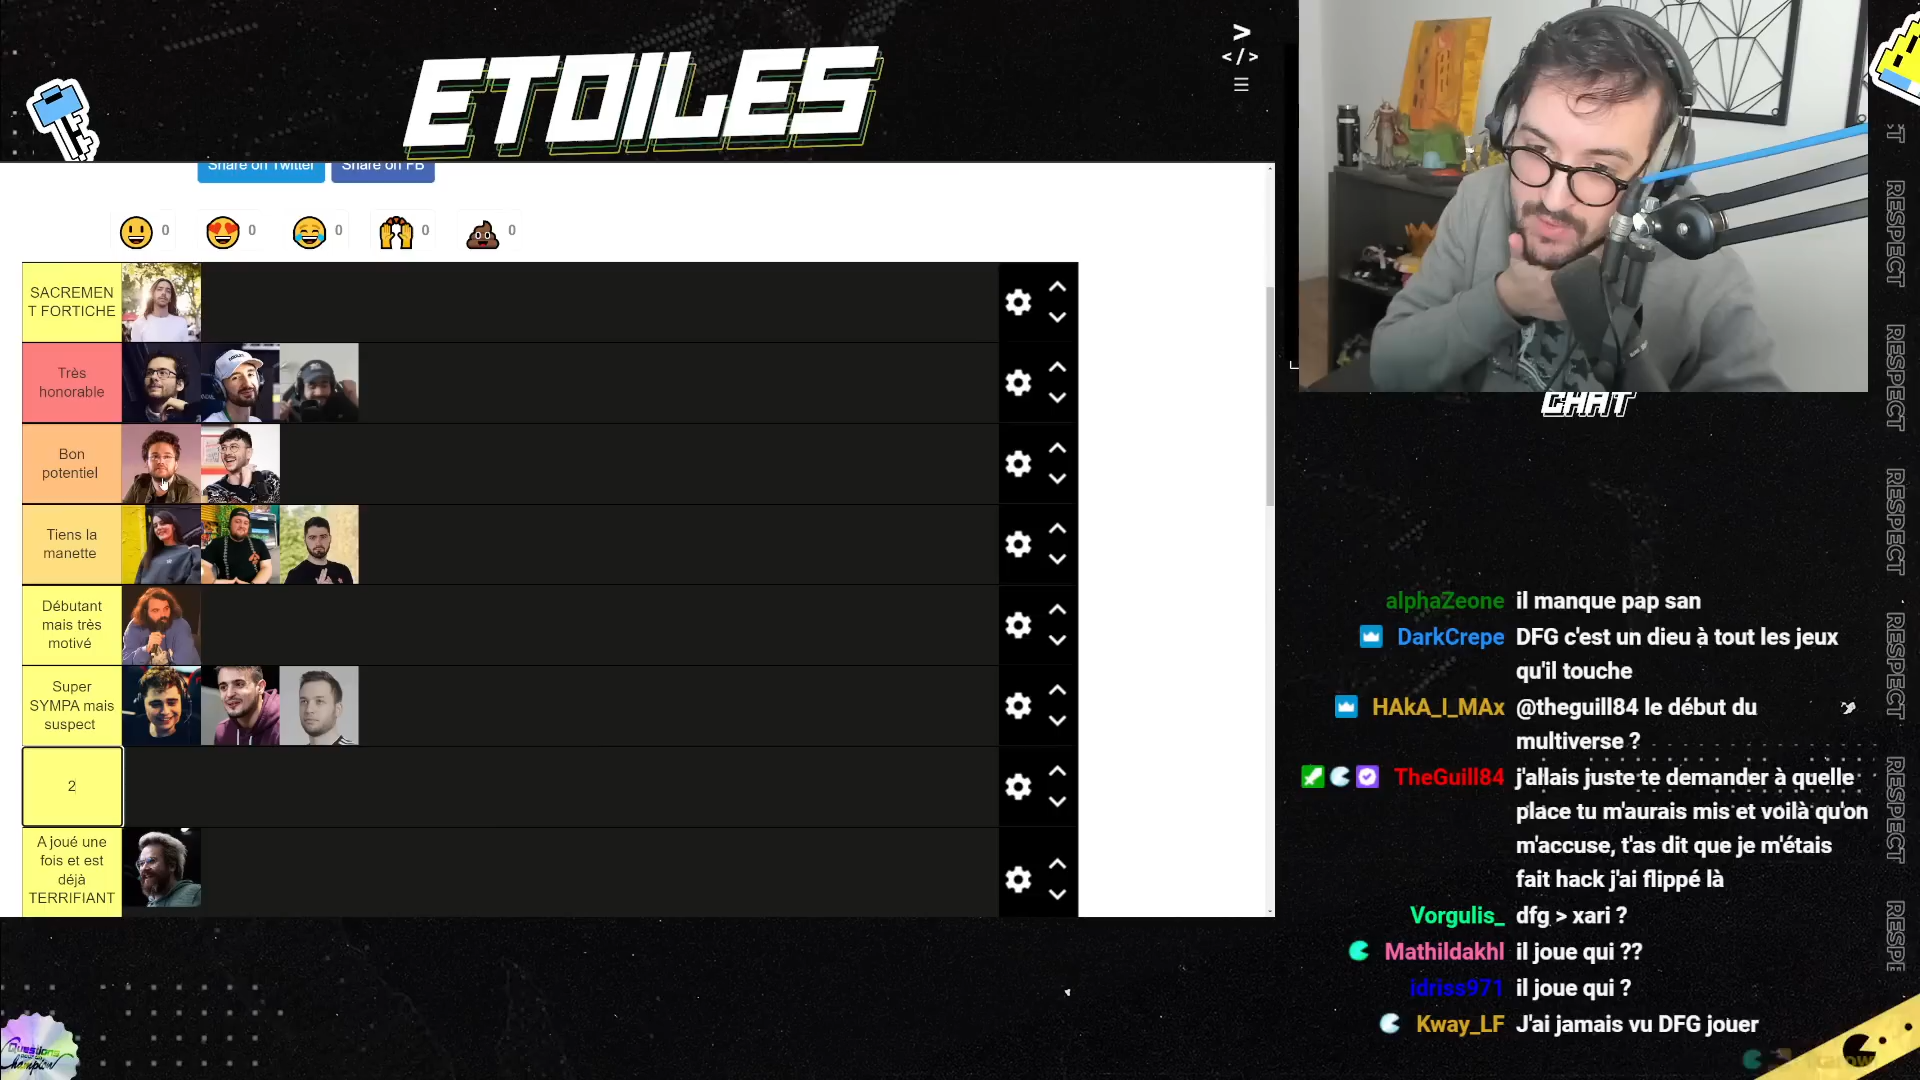 ETOILES
>
</>
Share on Twitter
Share on FB
0
0
0
0
0
SACREMEN
T FORTICHE
Très
honorable
Bon
potentiel
Tiens la
manette
Débutant
mais très
motivé
Super
SYMPA mais
suspect
2
A joué une
fois et est
déjà
TERRIFIANT
CHAT
alphaZeone il manque pap san
DarkCrepe DFG c'est un dieu à tout les jeux
qu'il touche
HAkA_I_MAx @theguill84 le début du
multiverse ?
TheGuill84 j'allais juste te demander à quelle
place tu m'aurais mis et voilà qu'on
m'accuse, t'as dit que je m'étais
fait hack j'ai flippé là
Vorgulis_ dfg > xari ?
Mathildakhl il joue qui ??
idriss971 il joue qui ?
Kway_LF J'ai jamais vu DFG jouer
RESPECT
RESPECT
RESPECT
RESPECT
RESPECT
Questions
Champion